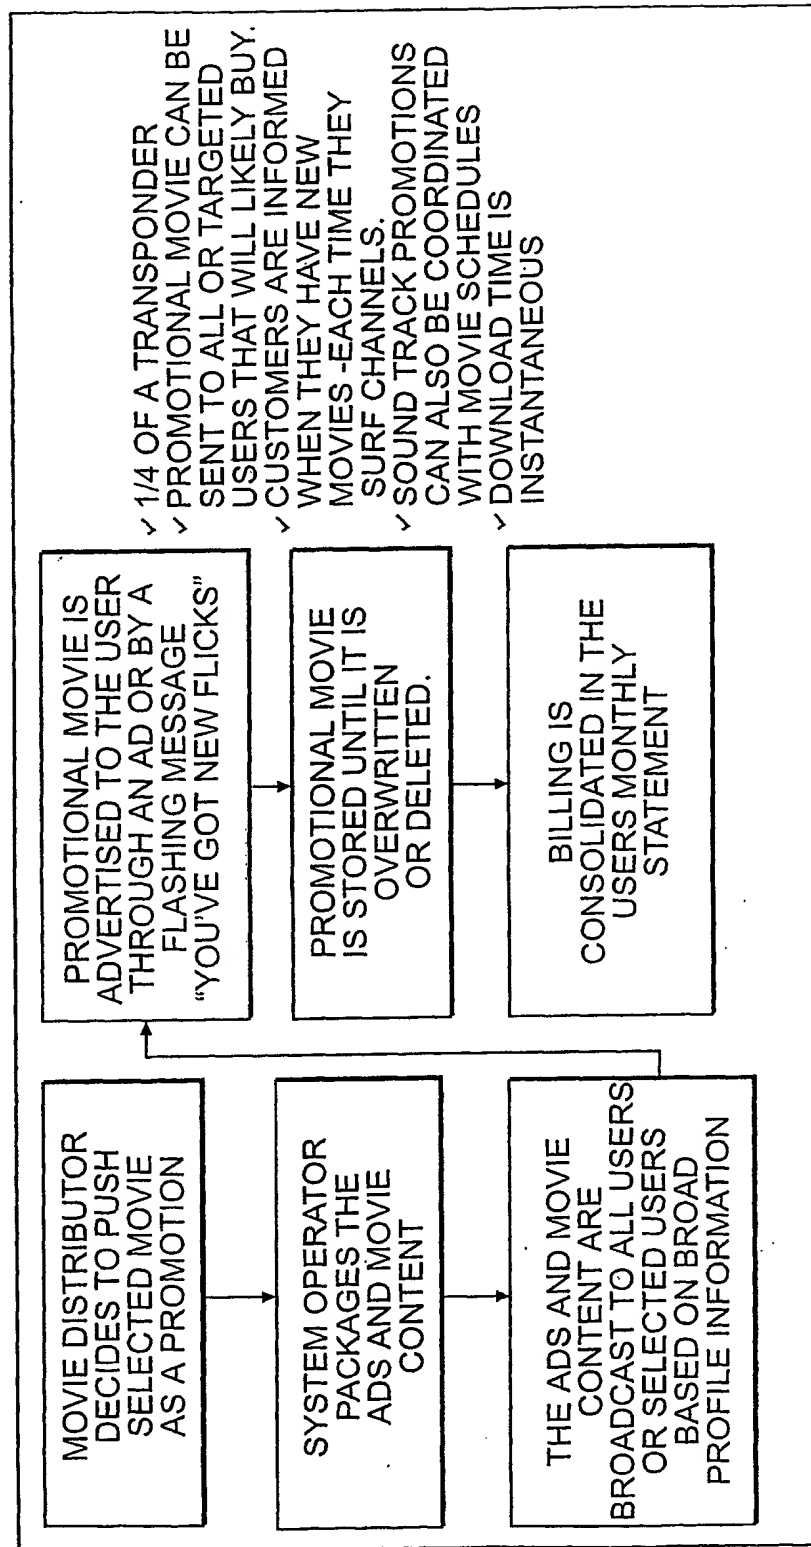 MOVIE DISTRIBUTOR
DECIDES TO PUSH
SELECTED MOVIE
AS A PROMOTION
SYSTEM OPERATOR
PACKAGES THE
ADS AND MOVIE
CONTENT
THE ADS AND MOVIE
CONTENT ARE
BROADCAST TO ALL USERS
OR SELECTED USERS
BASED ON BROAD
PROFILE INFORMATION
PROMOTIONAL MOVIE IS
ADVERTISED TO THE USER
THROUGH AN AD OR BY A
FLASHING MESSAGE
“YOU'VE GOT NEW FLICKS”
PROMOTIONAL MOVIE
IS STORED UNTIL IT IS
OVERWRITTEN
OR DELETED.
BILLING IS
CONSOLIDATED IN THE
USERS MONTHLY
STATEMENT
✓ 1/4 OF A TRANSPONDER
✓ PROMOTIONAL MOVIE CAN BE
SENT TO ALL OR TARGETED
USERS THAT WILL LIKELY BUY.
✓ CUSTOMERS ARE INFORMED
WHEN THEY HAVE NEW
MOVIES -EACH TIME THEY
SURF CHANNELS.
✓ SOUND TRACK PROMOTIONS
CAN ALSO BE COORDINATED
WITH MOVIE SCHEDULES
✓ DOWNLOAD TIME IS
INSTANTANEOUS